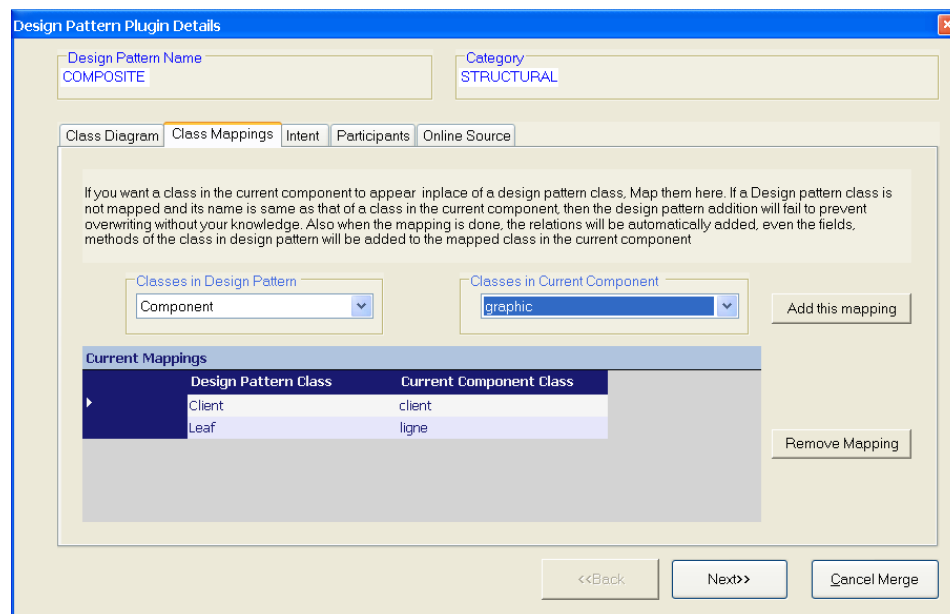 Design Pattern Plugin Details
Design Pattern Name
COMPOSITE
Category
STRUCTURAL
Class Diagram Class Mappings Intent Participants Online Source
If you want a class in the current component to appear inplace of a design pattern class, Map them here. If a Design pattern class is
not mapped and its name is same as that of a class in the current component, then the design pattern addition will fail to prevent
overwriting without your knowledge. Also when the mapping is done, the relations will be automatically added, even the fields,
methods of the class in design pattern will be added to the mapped class in the current component
Classes in Design Pattern
Component
Classes in Current Component
graphic
Add this mapping
Current Mappings
Design Pattern Class Current Component Class
Client client
Leaf ligne
Remove Mapping
<<Back Next>> Cancel Merge